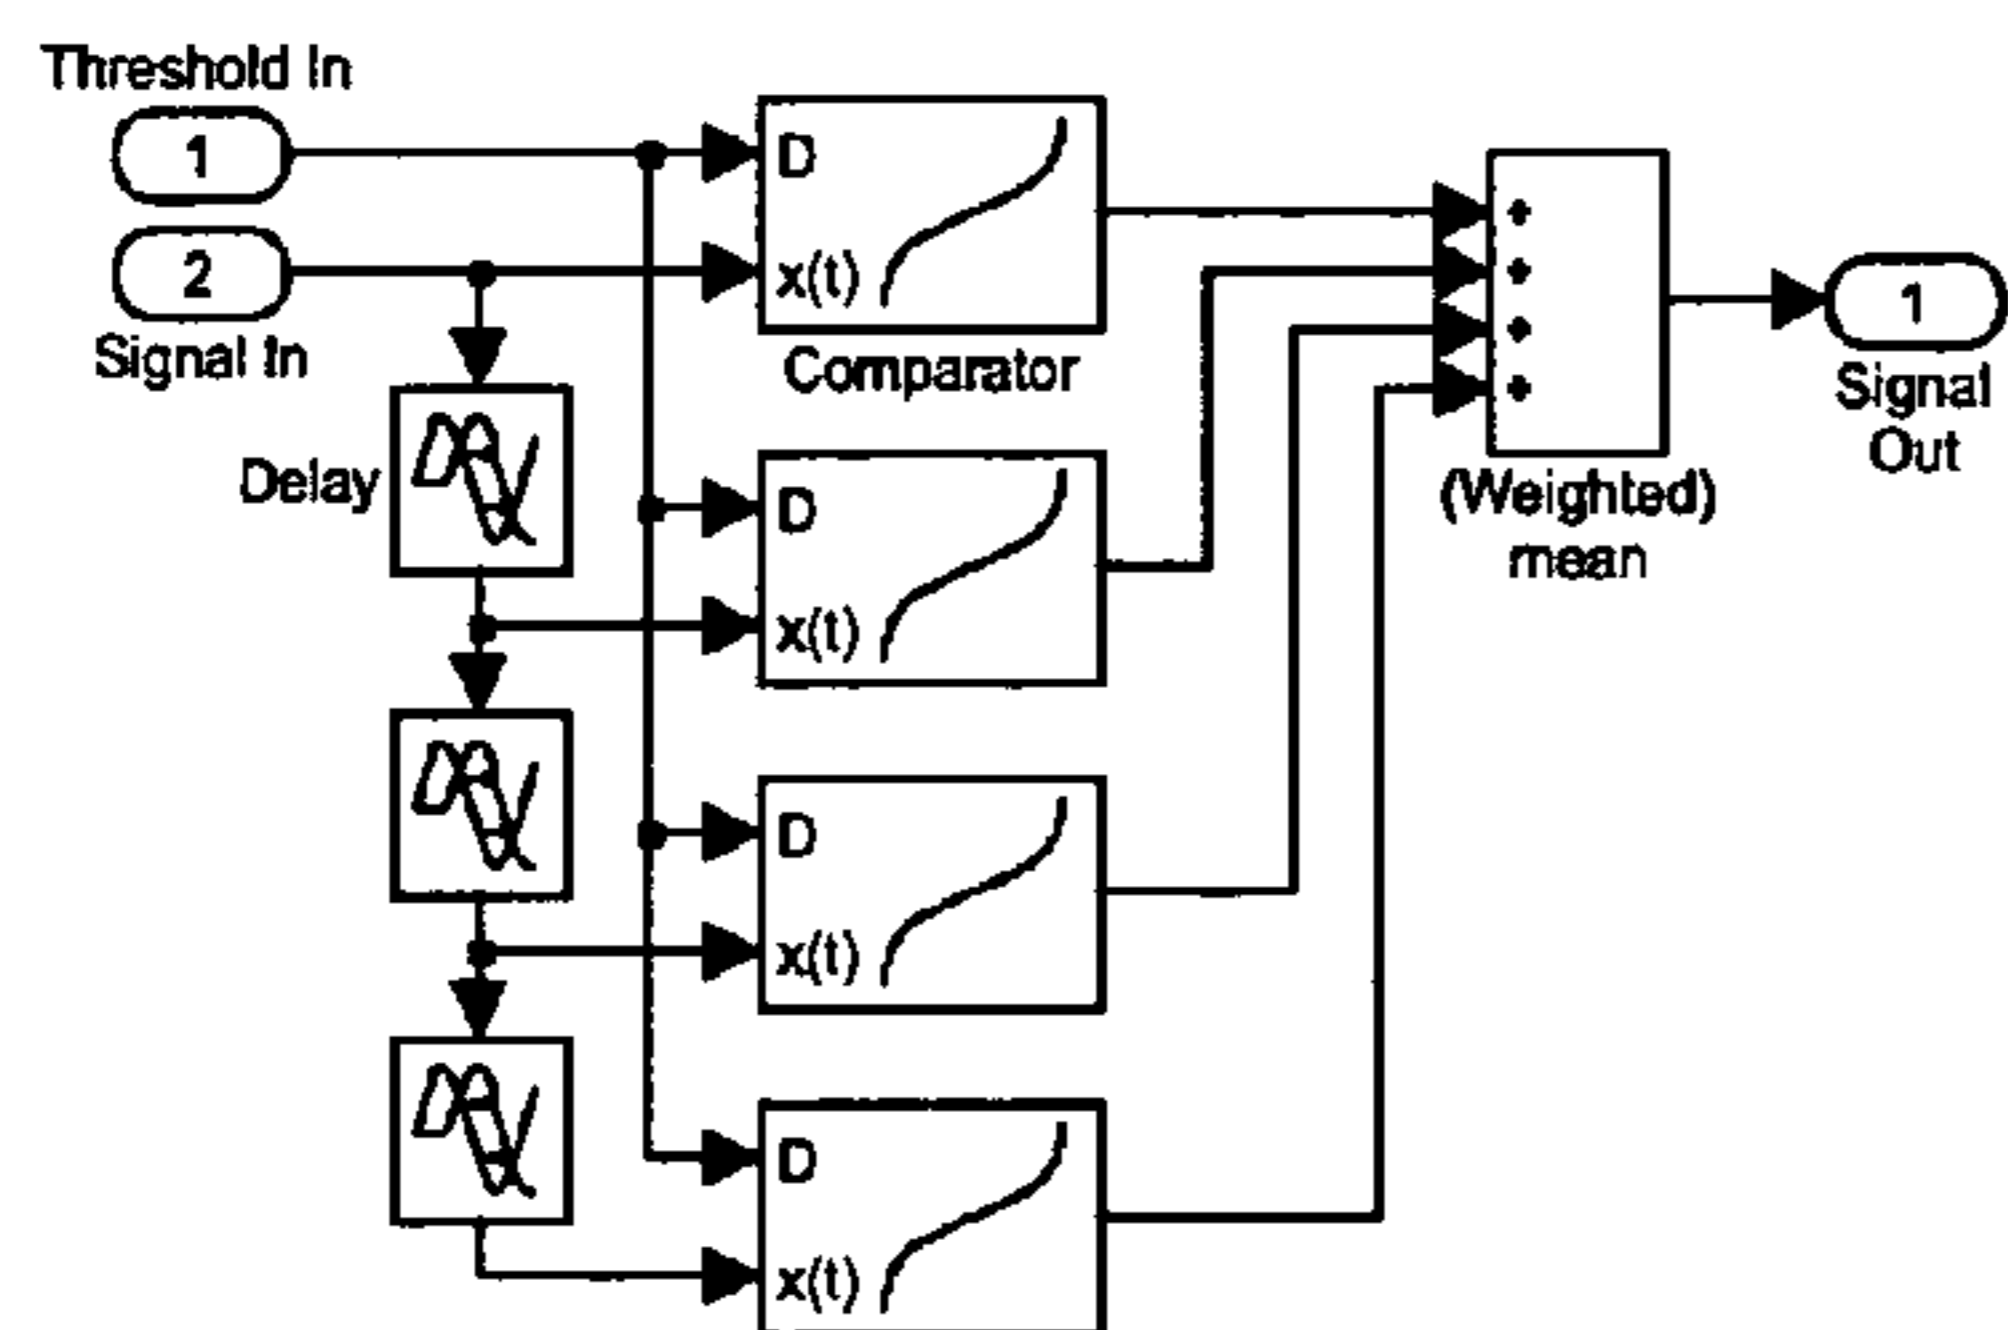 Threshold In
1
2
Signal In
Delay
D
x(t)
Comparator
D
x(t)
D
x(t)
D
x(t)
+
+
+
+
(Weighted)
mean
1
Signal
Out